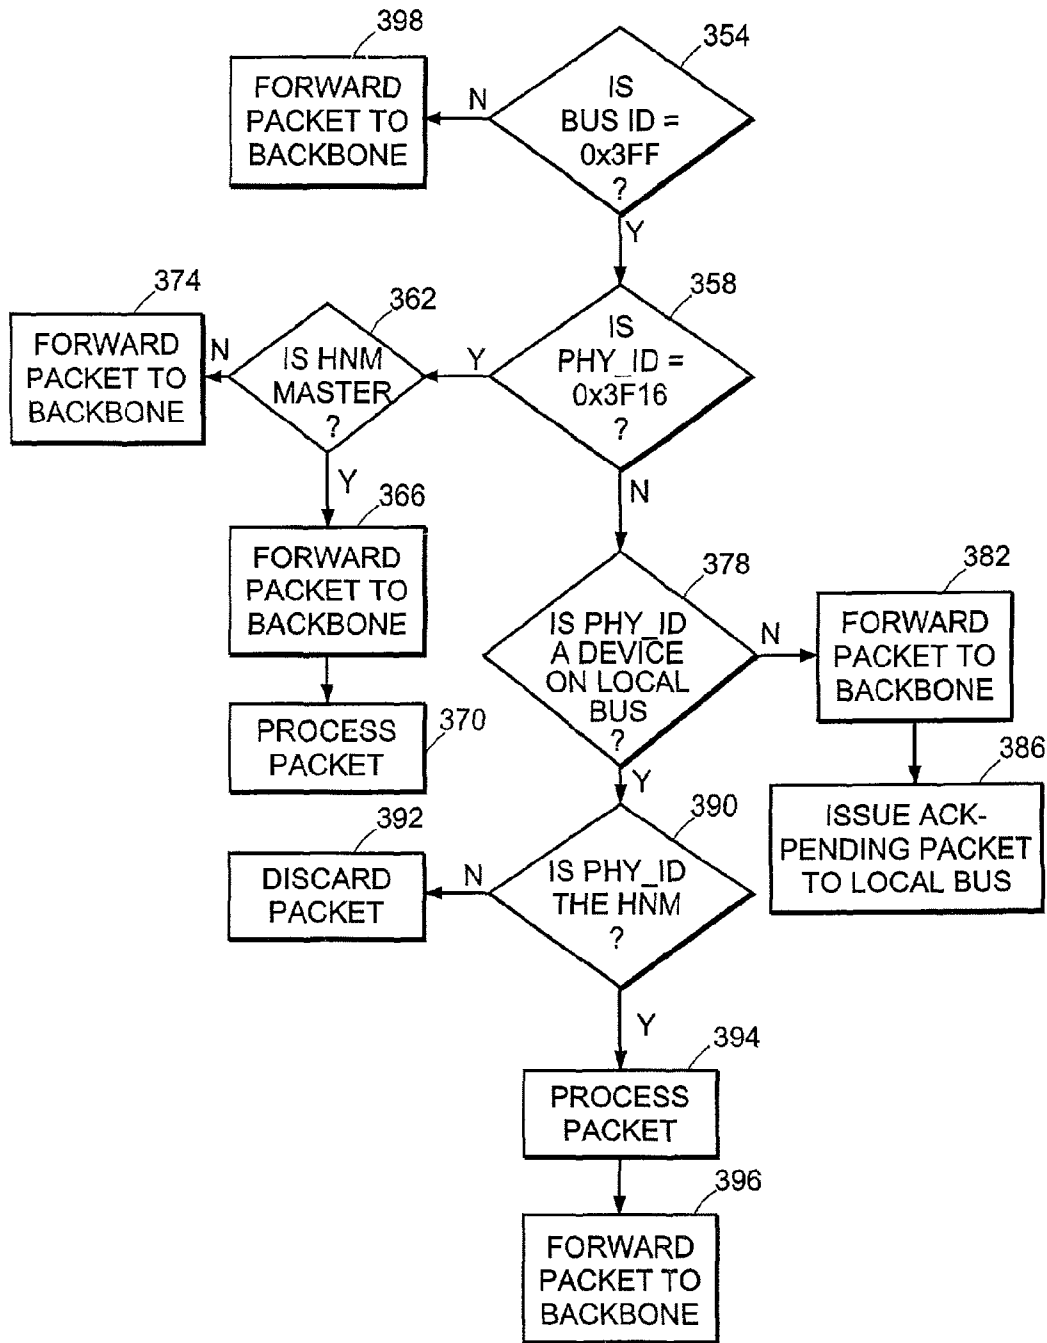 398
FORWARD
PACKET TO
BACKBONE
N
354
IS
BUS ID =
0x3FF
?
Y
374
FORWARD
PACKET TO
BACKBONE
N
362
IS HNM
MASTER
?
Y
358
IS
PHY_ID =
0x3F16
?
Y
N
366
FORWARD
PACKET TO
BACKBONE
PROCESS
PACKET
370
378
IS PHY_ID
A DEVICE
ON LOCAL
BUS
?
N
Y
382
FORWARD
PACKET TO
BACKBONE
386
ISSUE ACK-
PENDING PACKET
TO LOCAL BUS
392
DISCARD
PACKET
N
390
IS PHY_ID
THE HNM
?
Y
394
PROCESS
PACKET
396
FORWARD
PACKET TO
BACKBONE